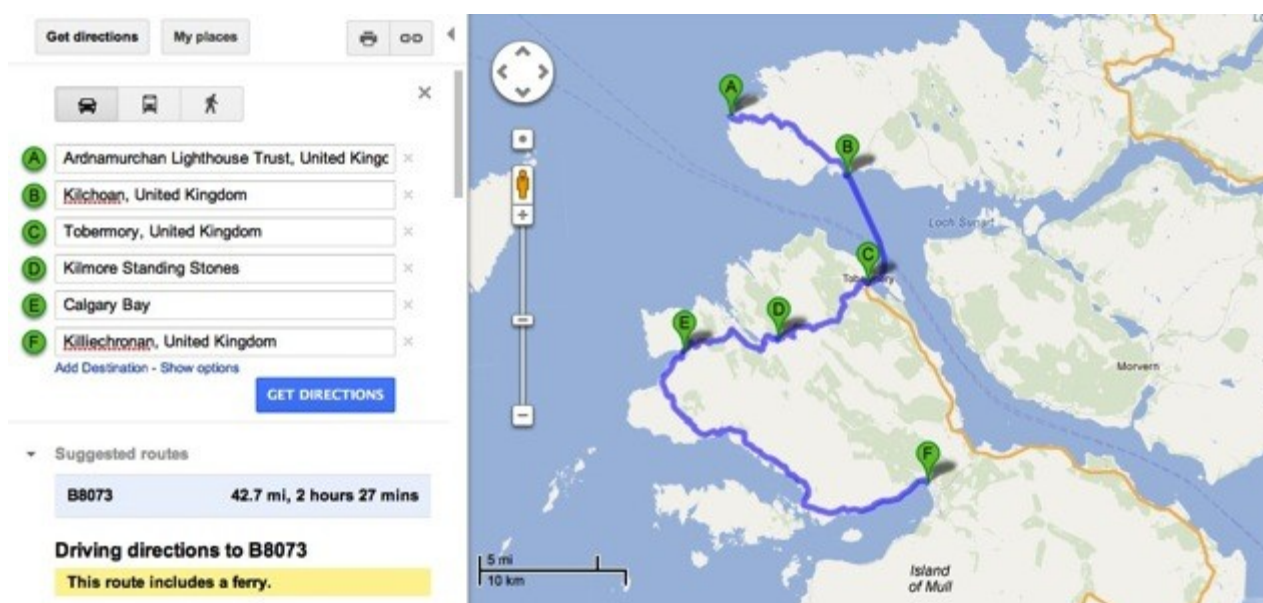 Get directions My places
A Ardnamurchan Lighthouse Trust, United Kingc
B Kilchoan, United Kingdom
C Tobermory, United Kingdom
D Kilmore Standing Stones
E Calgary Bay
F Killiechronan, United Kingdom
Add Destination - Show options
GET DIRECTIONS
Suggested routes
B8073 42.7 mi, 2 hours 27 mins
Driving directions to B8073
This route includes a ferry.
A
B
Loch Sunart
C
D
E
Morvern
F
5 mi
10 km
Island
of Mull